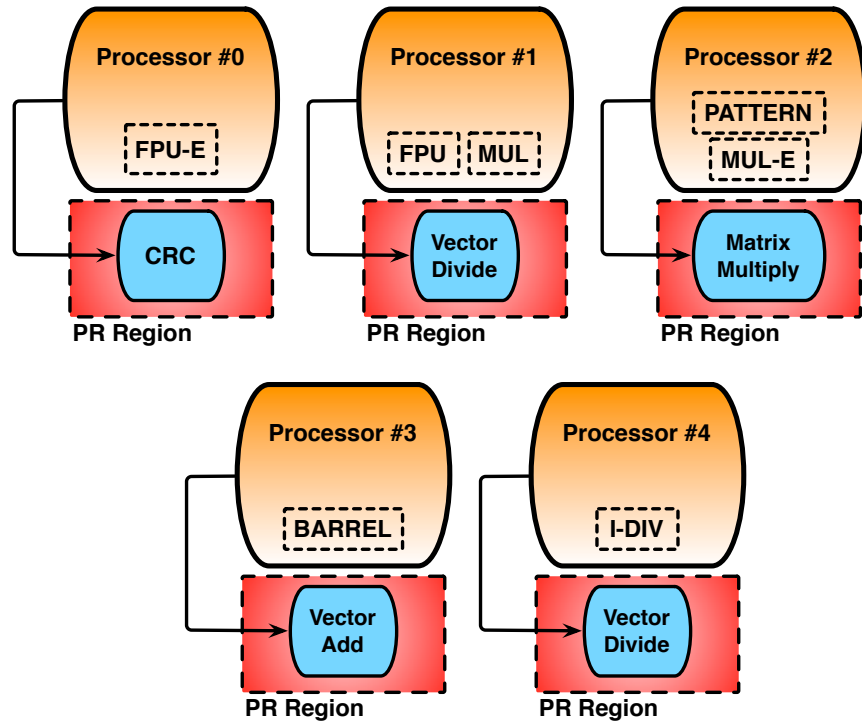 Processor #0
FPU-E
CRC
PR Region
Processor #1
FPU
MUL
Vector
Divide
PR Region
Processor #2
PATTERN
MUL-E
Matrix
Multiply
PR Region
Processor #3
BARREL
Vector
Add
PR Region
Processor #4
I-DIV
Vector
Divide
PR Region